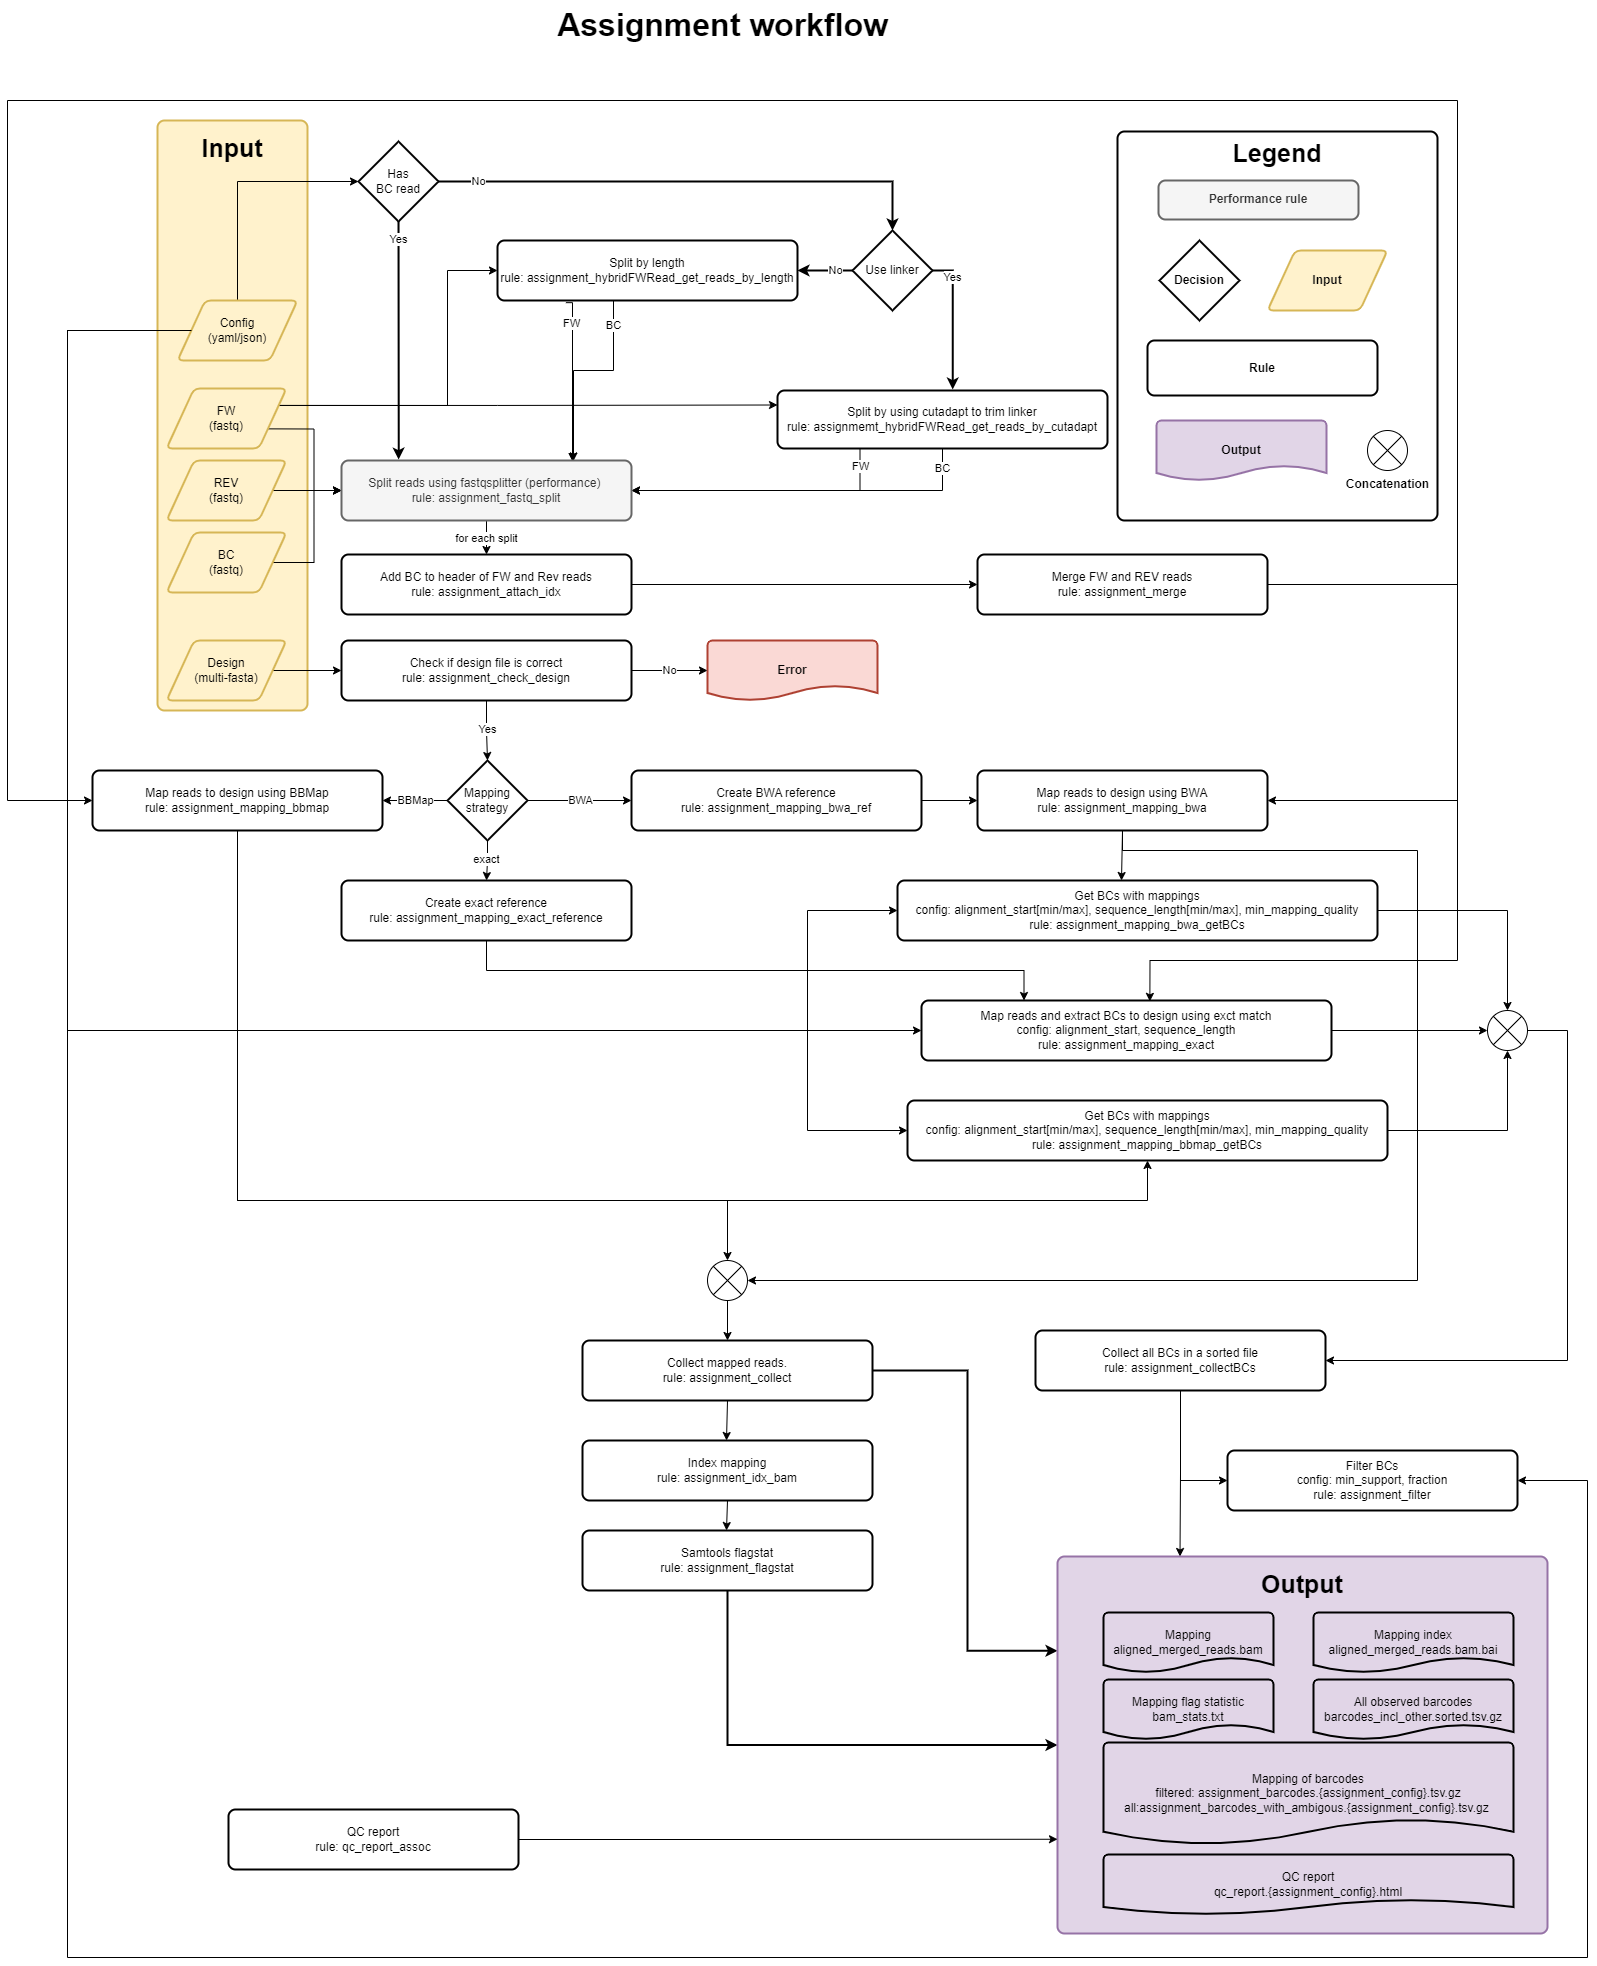 Assignment workflow
Input
Legend
Performance rule
Decision
Input
Rule
Output
Concatenation
Has
BC read
No
Yes
Split by length
rule: assignment_hybridFWRead_get_reads_by_length
No
Use linker
Yes
FW
BC
Config
(yaml/json)
FW
(fastq)
Split by using cutadapt to trim linker
rule: assignmemt_hybridFWRead_get_reads_by_cutadapt
FW
BC
REV
(fastq)
Split reads using fastqsplitter (performance)
rule: assignment_fastq_split
for each split
BC
(fastq)
Add BC to header of FW and Rev reads
rule: assignment_attach_idx
Merge FW and REV reads
rule: assignment_merge
Design
(multi-fasta)
Check if design file is correct
rule: assignment_check_design
No
Error
Yes
Map reads to design using BBMap
rule: assignment_mapping_bbmap
BBMap
Mapping
strategy
BWA
Create BWA reference
rule: assignment_mapping_bwa_ref
Map reads to design using BWA
rule: assignment_mapping_bwa
exact
Create exact reference
rule: assignment_mapping_exact_reference
Get BCs with mappings
config: alignment_start[min/max], sequence_length[min/max], min_mapping_quality
rule: assignment_mapping_bwa_getBCs
Map reads and extract BCs to design using exct match
config: alignment_start, sequence_length
rule: assignment_mapping_exact
Get BCs with mappings
config: alignment_start[min/max], sequence_length[min/max], min_mapping_quality
rule: assignment_mapping_bbmap_getBCs
Collect mapped reads.
rule: assignment_collect
Collect all BCs in a sorted file
rule: assignment_collectBCs
Index mapping
rule: assignment_idx_bam
Filter BCs
config: min_support, fraction
rule: assignment_filter
Samtools flagstat
rule: assignment_flagstat
Output
Mapping
aligned_merged_reads.bam
Mapping index
aligned_merged_reads.bam.bai
Mapping flag statistic
bam_stats.txt
All observed barcodes
barcodes_incl_other.sorted.tsv.gz
Mapping of barcodes
filtered: assignment_barcodes.{assignment_config}.tsv.gz
all:assignment_barcodes_with_ambigous.{assignment_config}.tsv.gz
QC report
rule: qc_report_assoc
QC report
qc_report.{assignment_config}.html